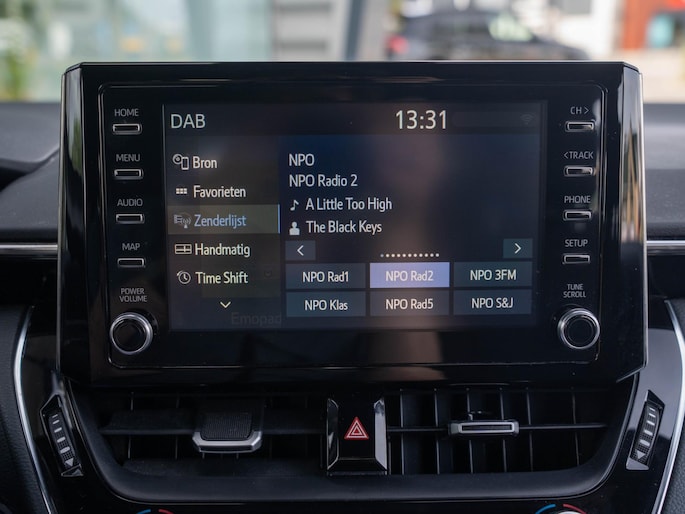 HOME
MENU
AUDIO
MAP
POWER
VOLUME
DAB
13:31
Bron
Favorieten
Zenderlijst
Handmatig
Time Shift
NPO
NPO Radio 2
A Little Too High
The Black Keys
NPO Rad1
NPO Rad2
NPO 3FM
NPO Klas
NPO Rad5
NPO S&J
CH >
< TRACK
PHONE
SETUP
TUNE
SCROLL